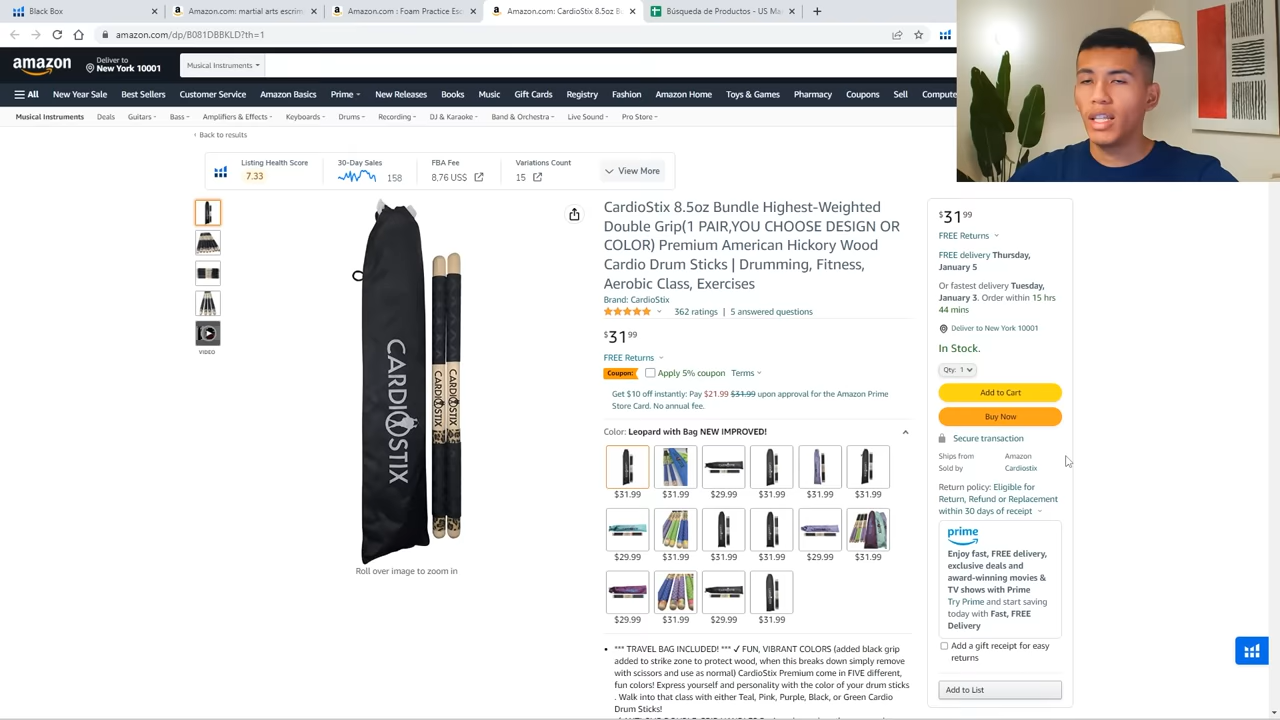 Black Box
Amazon.com: martial arts escrim
Amazon.com : Foam Practice Esc
Amazon.com: CardioStix 8.5oz Bu
Búsqueda de Productos - US Ma
amazon.com/dp/B081DBBKLD?th=1
amazon
Deliver to
New York 10001
Musical Instruments
All
New Year Sale
Best Sellers
Customer Service
Amazon Basics
Prime
New Releases
Books
Music
Gift Cards
Registry
Fashion
Amazon Home
Toys & Games
Pharmacy
Coupons
Sell
Compute
Musical Instruments
Deals
Guitars
Bass
Amplifiers & Effects
Keyboards
Drums
Recording
DJ & Karaoke
Band & Orchestra
Live Sound
Pro Store
‹ Back to results
Listing Health Score
7.33
30-Day Sales
158
FBA Fee
8,76 US$
Variations Count
15
View More
VIDEO
CARDIOSTIX
CARDIOSTIX
CARDIOSTIX
Roll over image to zoom in
CardioStix 8.5oz Bundle Highest-Weighted
Double Grip(1 PAIR,YOU CHOOSE DESIGN OR
COLOR) Premium American Hickory Wood
Cardio Drum Sticks | Drumming, Fitness,
Aerobic Class, Exercises
Brand: CardioStix
362 ratings | 5 answered questions
$31 99
FREE Returns
Coupon: Apply 5% coupon Terms
Get $10 off instantly: Pay $21.99 $31.99 upon approval for the Amazon Prime
Store Card. No annual fee.
Color: Leopard with Bag NEW IMPROVED!
$31.99 $31.99 $29.99 $31.99 $31.99 $31.99
$29.99 $31.99 $31.99 $31.99 $29.99 $31.99
$29.99 $31.99 $29.99 $31.99
• *** TRAVEL BAG INCLUDED! *** ✓ FUN, VIBRANT COLORS (added black grip
added to strike zone to protect wood, when this breaks down simply remove
with scissors and use as normal) CardioStix Premium come in FIVE different,
fun colors! Express yourself and personality with the color of your drum sticks
. Walk into that class with either Teal, Pink, Purple, Black, or Green Cardio
Drum Sticks!
$31 99
FREE Returns
FREE delivery Thursday,
January 5
Or fastest delivery Tuesday,
January 3. Order within 15 hrs
44 mins
Deliver to New York 10001
In Stock.
Qty: 1
Add to Cart
Buy Now
Secure transaction
Ships from Amazon
Sold by Cardiostix
Return policy: Eligible for
Return, Refund or Replacement
within 30 days of receipt
prime
Enjoy fast, FREE delivery,
exclusive deals and
award-winning movies &
TV shows with Prime
Try Prime and start saving
today with Fast, FREE
Delivery
Add a gift receipt for easy
returns
Add to List